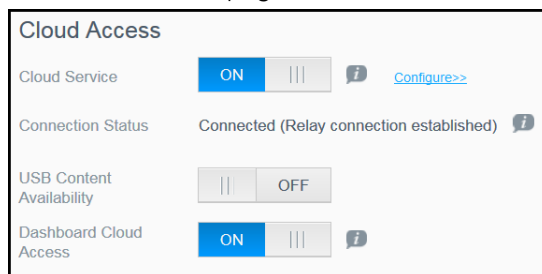 Cloud Access
Cloud Service ON Configure>>
Connection Status Connected (Relay connection established)
USB Content
Availability OFF
Dashboard Cloud
Access ON